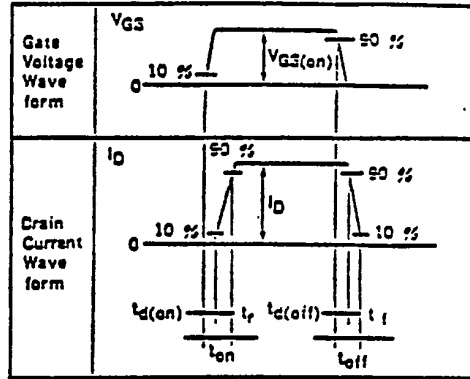 Gate
Voltage
Wave
form
VGS
90 %
10 %
VGS(on)
0
Drain
Current
Wave
form
ID
90 %
90 %
ID
10 %
10 %
0
td(on) tr td(off) tf
ton toff